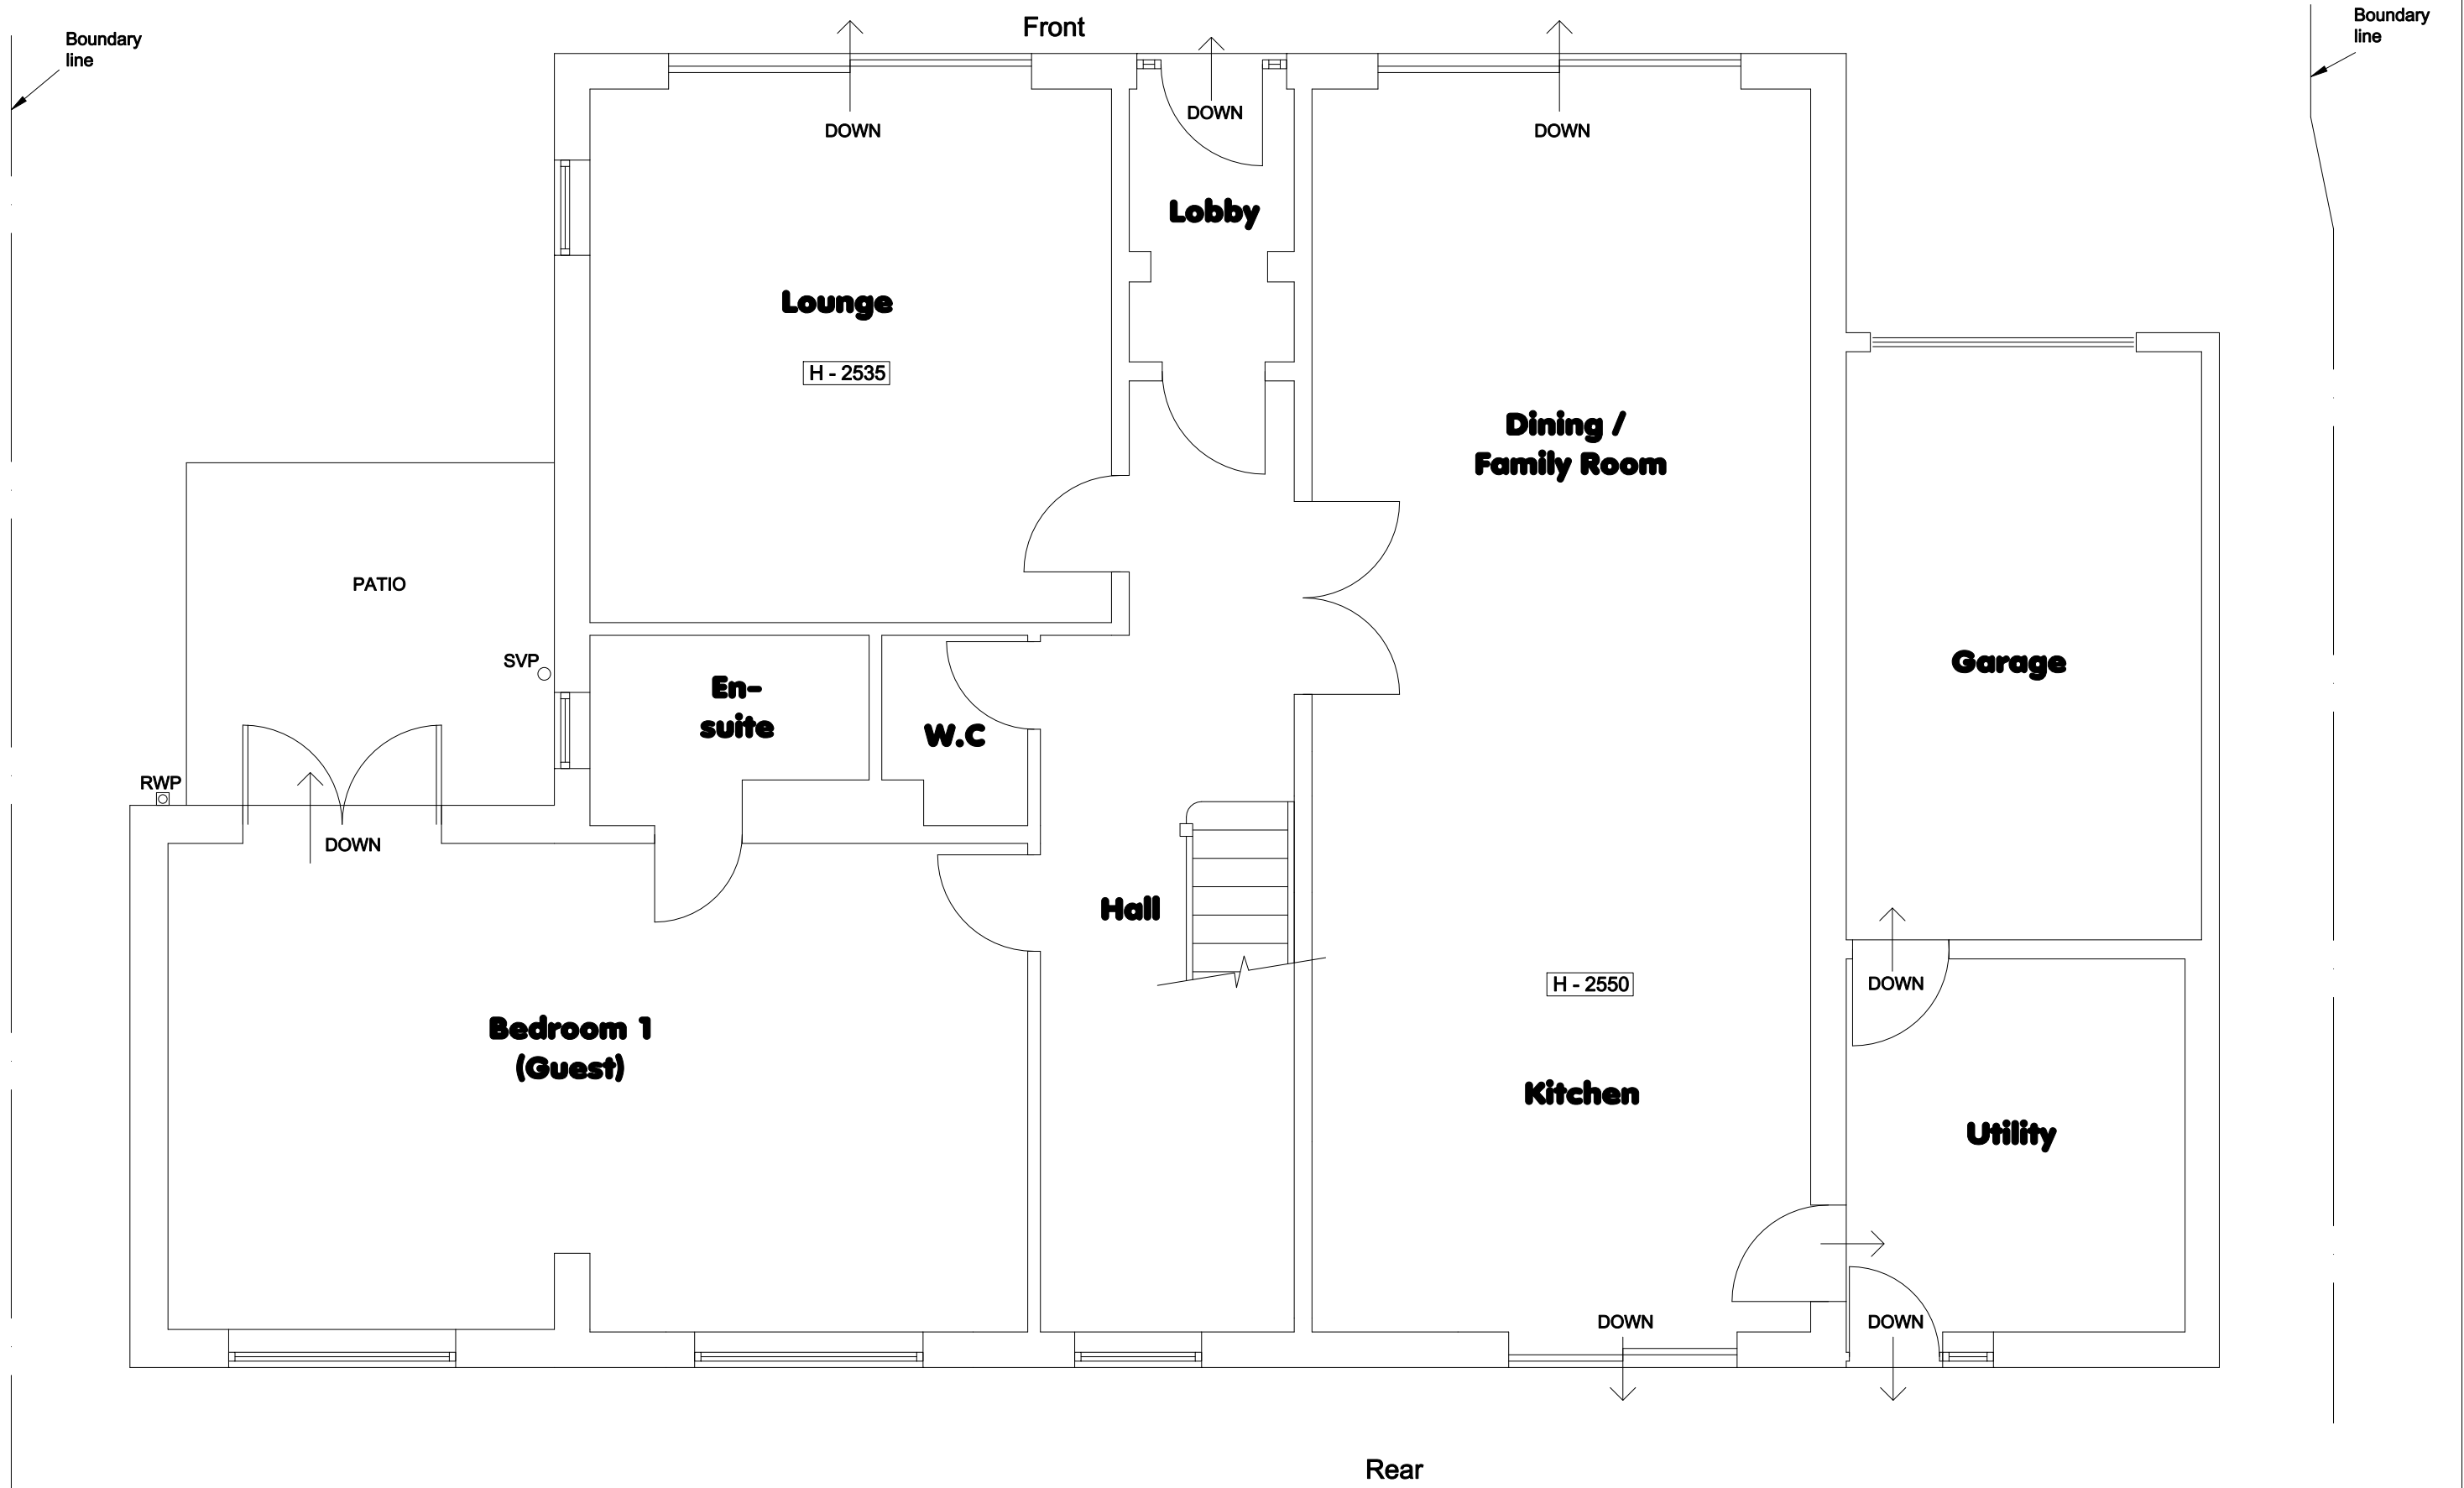 Front
Boundary
line
Boundary
line
DOWN
DOWN
DOWN
Lobby
Lounge
H - 2535
Dining /
Family Room
PATIO
SVP
En-
suite
W.C
Garage
RWP
DOWN
Hall
H - 2550
DOWN
Bedroom 1
(Guest)
Kitchen
Utility
DOWN
DOWN
Rear